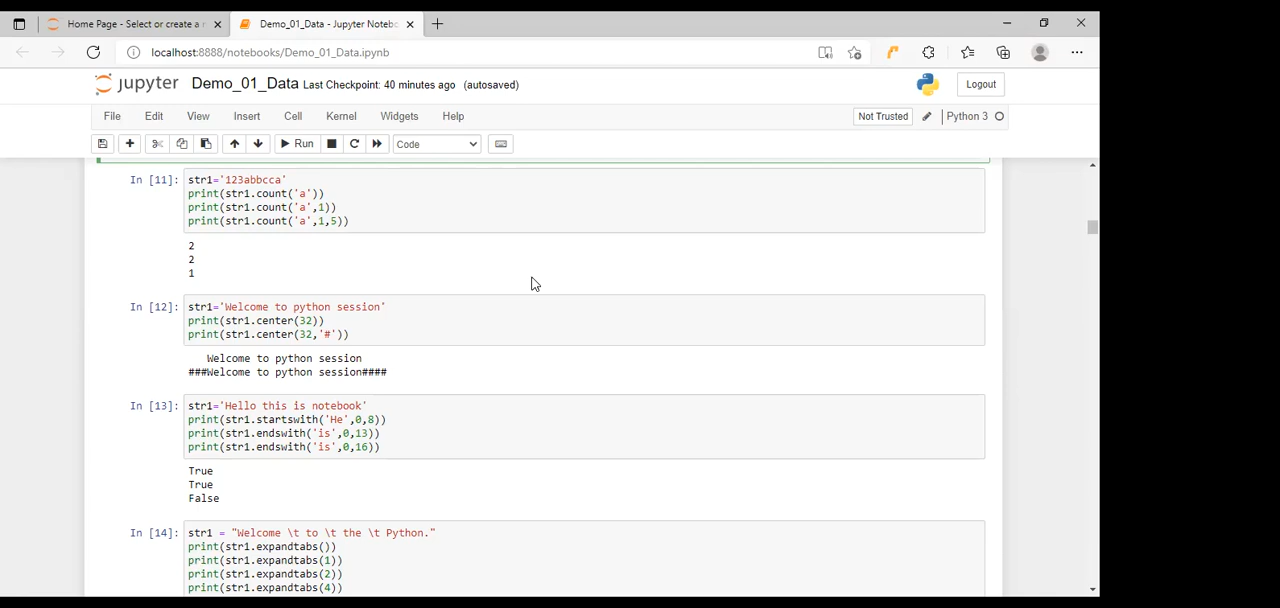 Home Page - Select or create a n
Demo_01_Data - Jupyter Notebo
localhost:8888/notebooks/Demo_01_Data.ipynb
jupyter Demo_01_Data Last Checkpoint: 40 minutes ago (autosaved)
Logout
File Edit View Insert Cell Kernel Widgets Help
Not Trusted
Python 3
Run
Code
In [11]: str1='123abbcca'
print(str1.count('a'))
print(str1.count('a',1))
print(str1.count('a',1,5))
2
2
1
In [12]: str1='Welcome to python session'
print(str1.center(32))
print(str1.center(32,'#'))
Welcome to python session
###Welcome to python session####
In [13]: str1='Hello this is notebook'
print(str1.startswith('He',0,8))
print(str1.endswith('is',0,13))
print(str1.endswith('is',0,16))
True
True
False
In [14]: str1 = "Welcome \t to \t the \t Python."
print(str1.expandtabs())
print(str1.expandtabs(1))
print(str1.expandtabs(2))
print(str1.expandtabs(4))